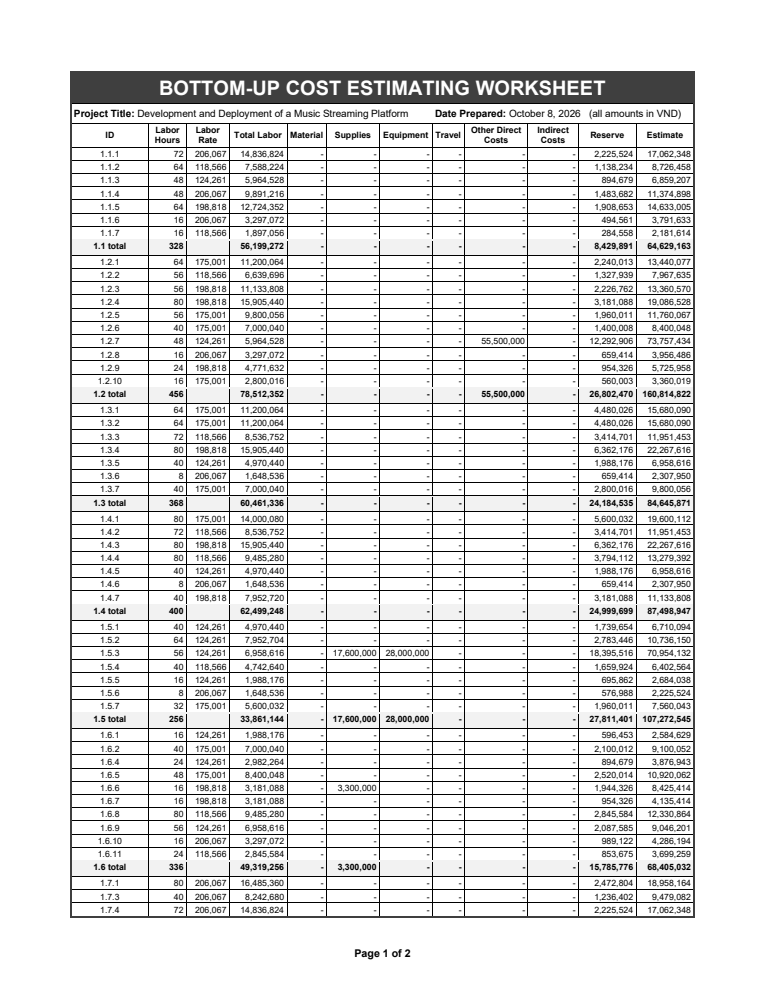 BOTTOM-UP COST ESTIMATING WORKSHEET
Project Title: Development and Deployment of a Music Streaming Platform Date Prepared: October 8, 2026 (all amounts in VND)
ID Labor Hours Labor Rate Total Labor Material Supplies Equipment Travel Other Direct Costs Indirect Costs Reserve Estimate
1.1.1 72 206,067 14,836,824 - - - - - - 2,225,524 17,062,348
1.1.2 64 118,566 7,588,224 - - - - - - 1,138,234 8,726,458
1.1.3 48 124,261 5,964,528 - - - - - - 894,679 6,859,207
1.1.4 48 206,067 9,891,216 - - - - - - 1,483,682 11,374,898
1.1.5 64 198,818 12,724,352 - - - - - - 1,908,653 14,633,005
1.1.6 16 206,067 3,297,072 - - - - - - 494,561 3,791,633
1.1.7 16 118,566 1,897,056 - - - - - - 284,558 2,181,614
1.1 total 328 56,199,272 - - - - - - 8,429,891 64,629,163
1.2.1 64 175,001 11,200,064 - - - - - - 2,240,013 13,440,077
1.2.2 56 118,566 6,639,696 - - - - - - 1,327,939 7,967,635
1.2.3 56 198,818 11,133,808 - - - - - - 2,226,762 13,360,570
1.2.4 80 198,818 15,905,440 - - - - - - 3,181,088 19,086,528
1.2.5 56 175,001 9,800,056 - - - - - - 1,960,011 11,760,067
1.2.6 40 175,001 7,000,040 - - - - - - 1,400,008 8,400,048
1.2.7 48 124,261 5,964,528 - - - - 55,500,000 - 12,292,906 73,757,434
1.2.8 16 206,067 3,297,072 - - - - - - 659,414 3,956,486
1.2.9 24 198,818 4,771,632 - - - - - - 954,326 5,725,958
1.2.10 16 175,001 2,800,016 - - - - - - 560,003 3,360,019
1.2 total 456 78,512,352 - - - - 55,500,000 - 26,802,470 160,814,822
1.3.1 64 175,001 11,200,064 - - - - - - 4,480,026 15,680,090
1.3.2 64 175,001 11,200,064 - - - - - - 4,480,026 15,680,090
1.3.3 72 118,566 8,536,752 - - - - - - 3,414,701 11,951,453
1.3.4 80 198,818 15,905,440 - - - - - - 6,362,176 22,267,616
1.3.5 40 124,261 4,970,440 - - - - - - 1,988,176 6,958,616
1.3.6 8 206,067 1,648,536 - - - - - - 659,414 2,307,950
1.3.7 40 175,001 7,000,040 - - - - - - 2,800,016 9,800,056
1.3 total 368 60,461,336 - - - - - - 24,184,535 84,645,871
1.4.1 80 175,001 14,000,080 - - - - - - 5,600,032 19,600,112
1.4.2 72 118,566 8,536,752 - - - - - - 3,414,701 11,951,453
1.4.3 80 198,818 15,905,440 - - - - - - 6,362,176 22,267,616
1.4.4 80 118,566 9,485,280 - - - - - - 3,794,112 13,279,392
1.4.5 40 124,261 4,970,440 - - - - - - 1,988,176 6,958,616
1.4.6 8 206,067 1,648,536 - - - - - - 659,414 2,307,950
1.4.7 40 198,818 7,952,720 - - - - - - 3,181,088 11,133,808
1.4 total 400 62,499,248 - - - - - - 24,999,699 87,498,947
1.5.1 40 124,261 4,970,440 - - - - - - 1,739,654 6,710,094
1.5.2 64 124,261 7,952,704 - - - - - - 2,783,446 10,736,150
1.5.3 56 124,261 6,958,616 - 17,600,000 28,000,000 - - - 18,395,516 70,954,132
1.5.4 40 118,566 4,742,640 - - - - - - 1,659,924 6,402,564
1.5.5 16 124,261 1,988,176 - - - - - - 695,862 2,684,038
1.5.6 8 206,067 1,648,536 - - - - - - 576,988 2,225,524
1.5.7 32 175,001 5,600,032 - - - - - - 1,960,011 7,560,043
1.5 total 256 33,861,144 - 17,600,000 28,000,000 - - - 27,811,401 107,272,545
1.6.1 16 124,261 1,988,176 - - - - - - 596,453 2,584,629
1.6.2 40 175,001 7,000,040 - - - - - - 2,100,012 9,100,052
1.6.4 24 124,261 2,982,264 - - - - - - 894,679 3,876,943
1.6.5 48 175,001 8,400,048 - - - - - - 2,520,014 10,920,062
1.6.6 16 198,818 3,181,088 - 3,300,000 - - - - 1,944,326 8,425,414
1.6.7 16 198,818 3,181,088 - - - - - - 954,326 4,135,414
1.6.8 80 118,566 9,485,280 - - - - - - 2,845,584 12,330,864
1.6.9 56 124,261 6,958,616 - - - - - - 2,087,585 9,046,201
1.6.10 16 206,067 3,297,072 - - - - - - 989,122 4,286,194
1.6.11 24 118,566 2,845,584 - - - - - - 853,675 3,699,259
1.6 total 336 49,319,256 - 3,300,000 - - - - 15,785,776 68,405,032
1.7.1 80 206,067 16,485,360 - - - - - - 2,472,804 18,958,164
1.7.3 40 206,067 8,242,680 - - - - - - 1,236,402 9,479,082
1.7.4 72 206,067 14,836,824 - - - - - - 2,225,524 17,062,348
Page 1 of 2